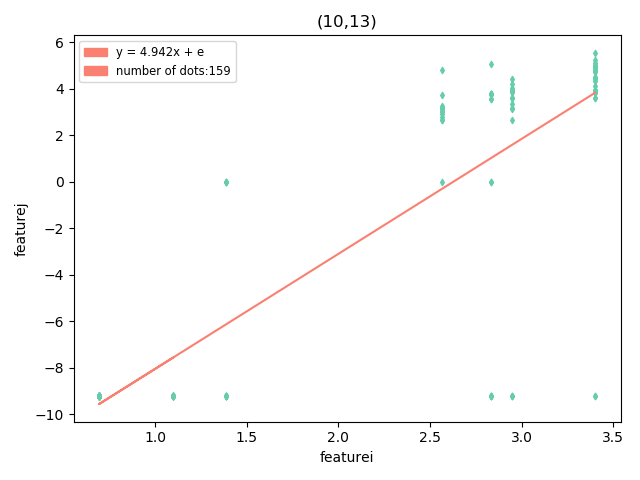 (10,13)
y = 4.942x + e
number of dots:159
6
4
2
0
−2
−4
−6
−8
−10
featurej
1.0 1.5 2.0 2.5 3.0 3.5
featurei